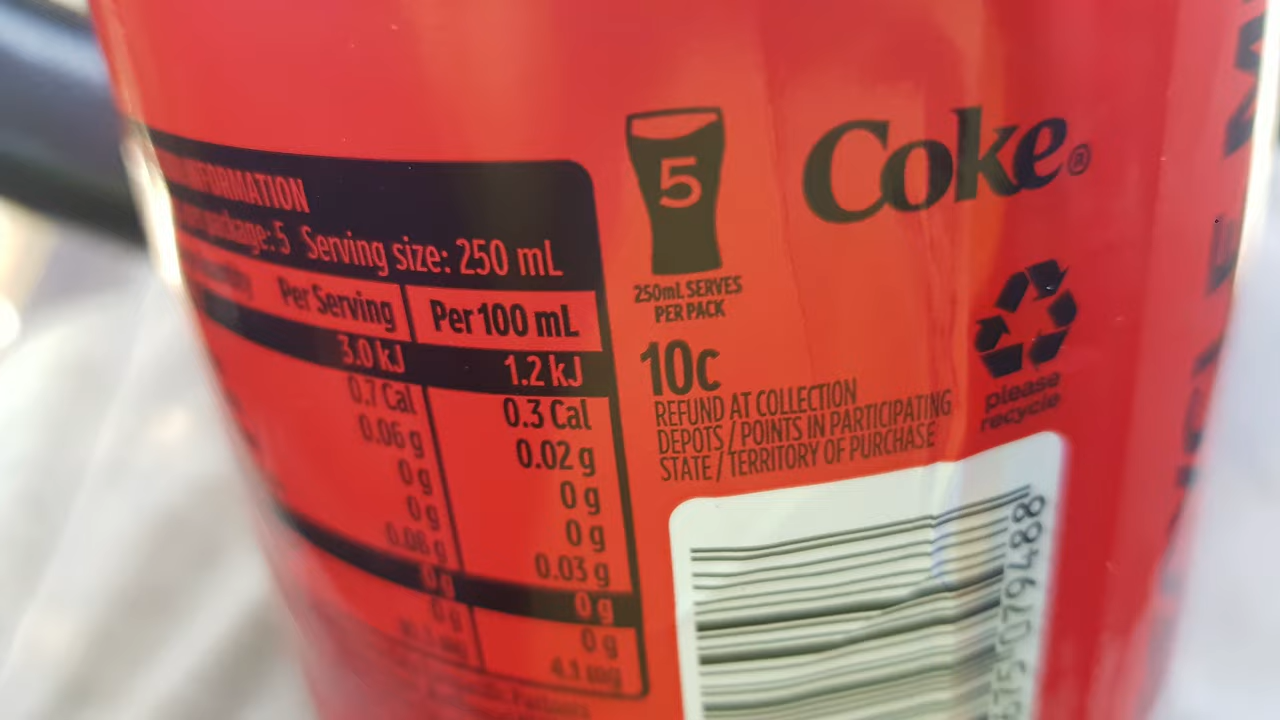 FORMATION
package: 5 Serving size: 250 mL
Per Serving Per 100 mL
3.0 kJ 1.2 kJ
0.7 Cal 0.3 Cal
0.06 g 0.02 g
0 g 0 g
0 g 0 g
0.08 g 0.03 g
0 g 0 g
0 g 0 g
4.1 mg
5
250mL SERVES
PER PACK
Coke®
10c
REFUND AT COLLECTION
DEPOTS / POINTS IN PARTICIPATING
STATE / TERRITORY OF PURCHASE
please
recycle
675 079488